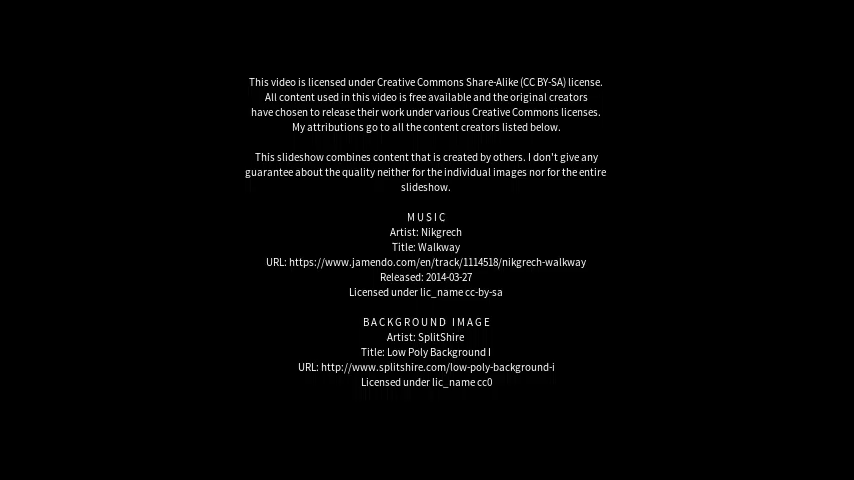 This video is licensed under Creative Commons Share-Alike (CC BY-SA) license.
All content used in this video is free available and the original creators
have chosen to release their work under various Creative Commons licenses.
My attributions go to all the content creators listed below.
This slideshow combines content that is created by others. I don't give any
guarantee about the quality neither for the individual images nor for the entire
slideshow.
MUSIC
Artist: Nikgrech
Title: Walkway
URL: https://www.jamendo.com/en/track/1114518/nikgrech-walkway
Released: 2014-03-27
Licensed under lic_name cc-by-sa
BACKGROUND IMAGE
Artist: SplitShire
Title: Low Poly Background I
URL: http://www.splitshire.com/low-poly-background-i
Licensed under lic_name cc0